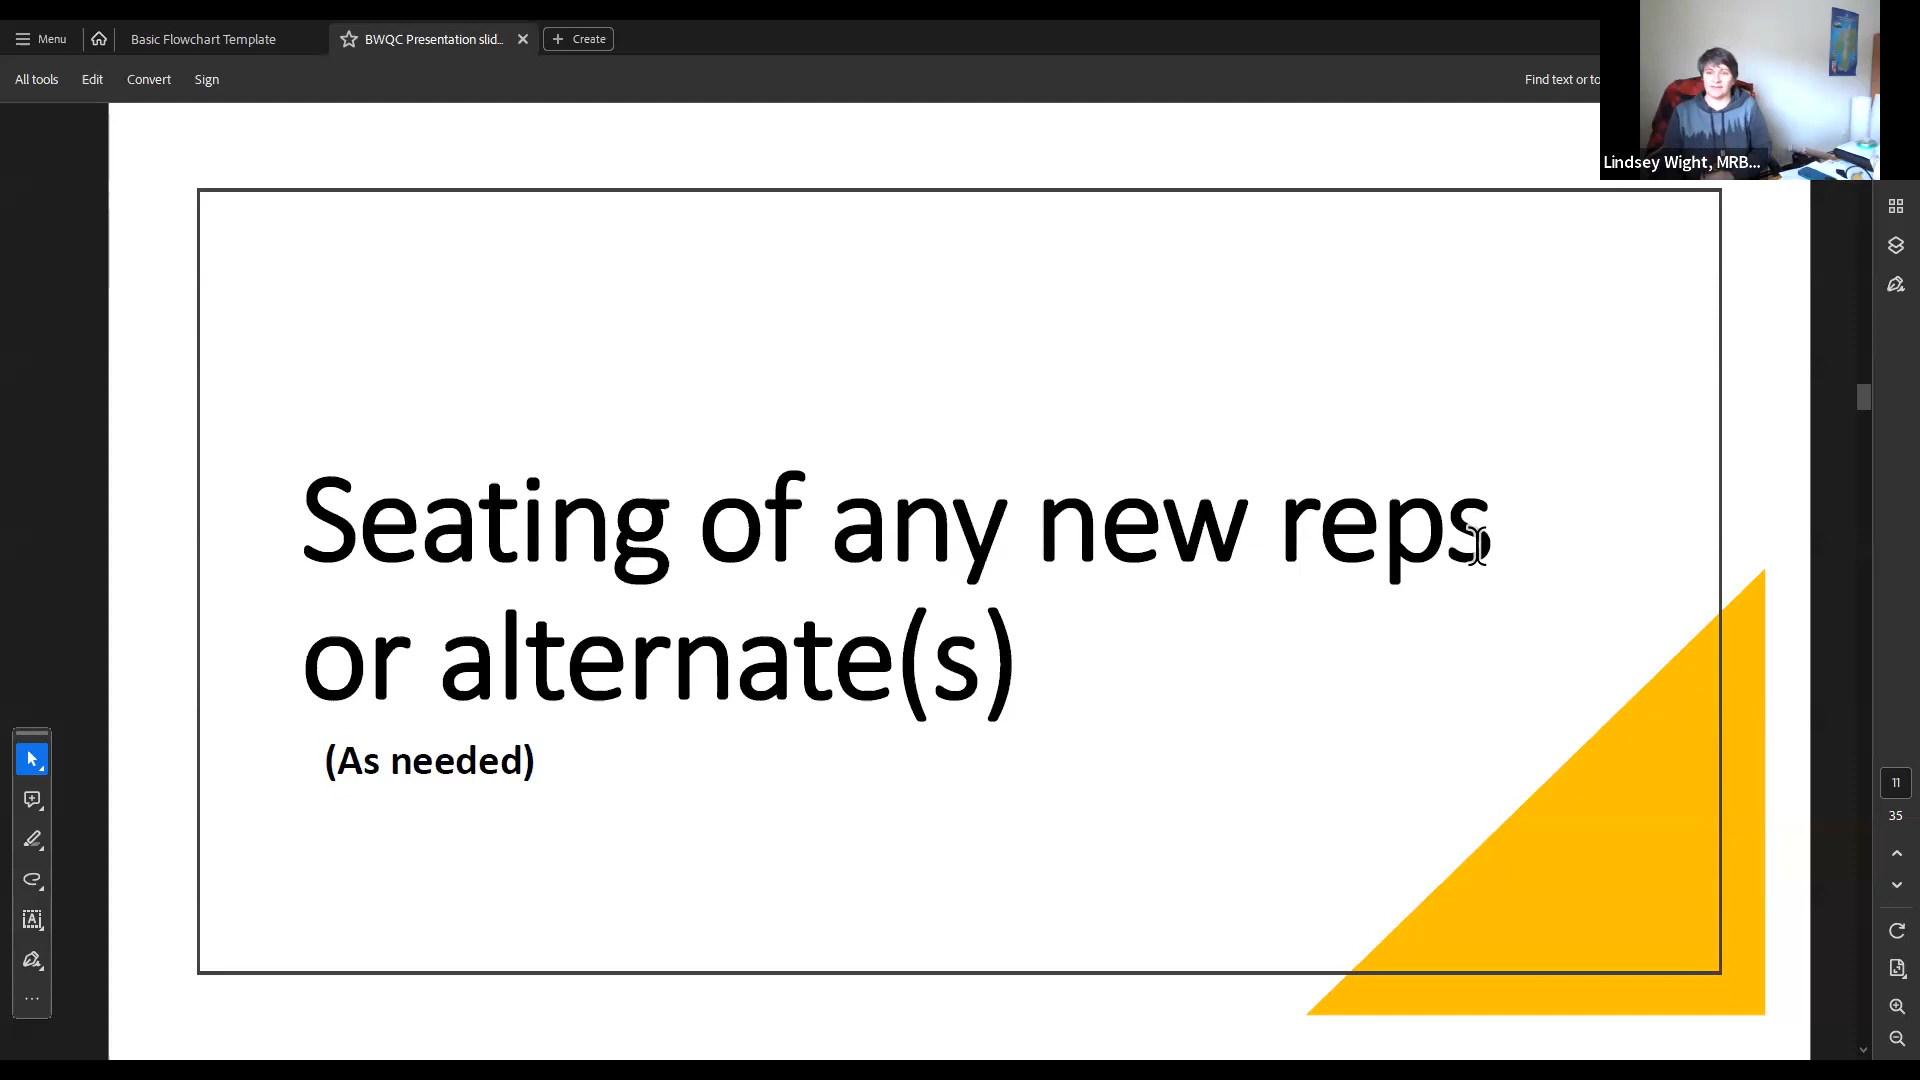 Menu
Basic Flowchart Template
BWQC Presentation slid...
Create
All tools
Edit
Convert
Sign
Find text or to
Lindsey Wight, MRB...
Seating of any new reps
or alternate(s)
(As needed)
11
35